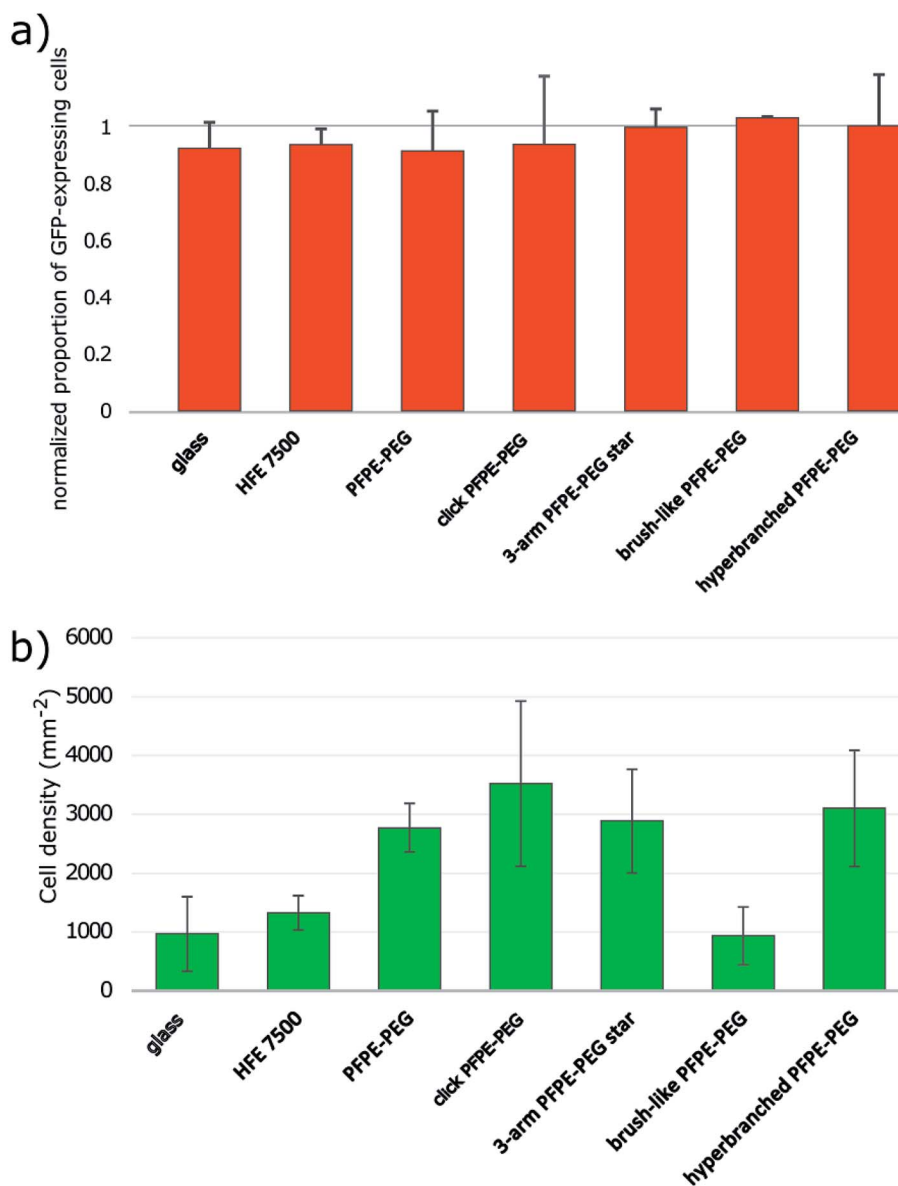 a)
normalized proportion of GFP-expressing cells
1
0.8
0.6
0.4
0.2
0
glass
HFE 7500
PFPE-PEG
click PFPE-PEG
3-arm PFPE-PEG star
brush-like PFPE-PEG
hyperbranched PFPE-PEG
b)
Cell density (mm⁻²)
6000
5000
4000
3000
2000
1000
0
glass
HFE 7500
PFPE-PEG
click PFPE-PEG
3-arm PFPE-PEG star
brush-like PFPE-PEG
hyperbranched PFPE-PEG